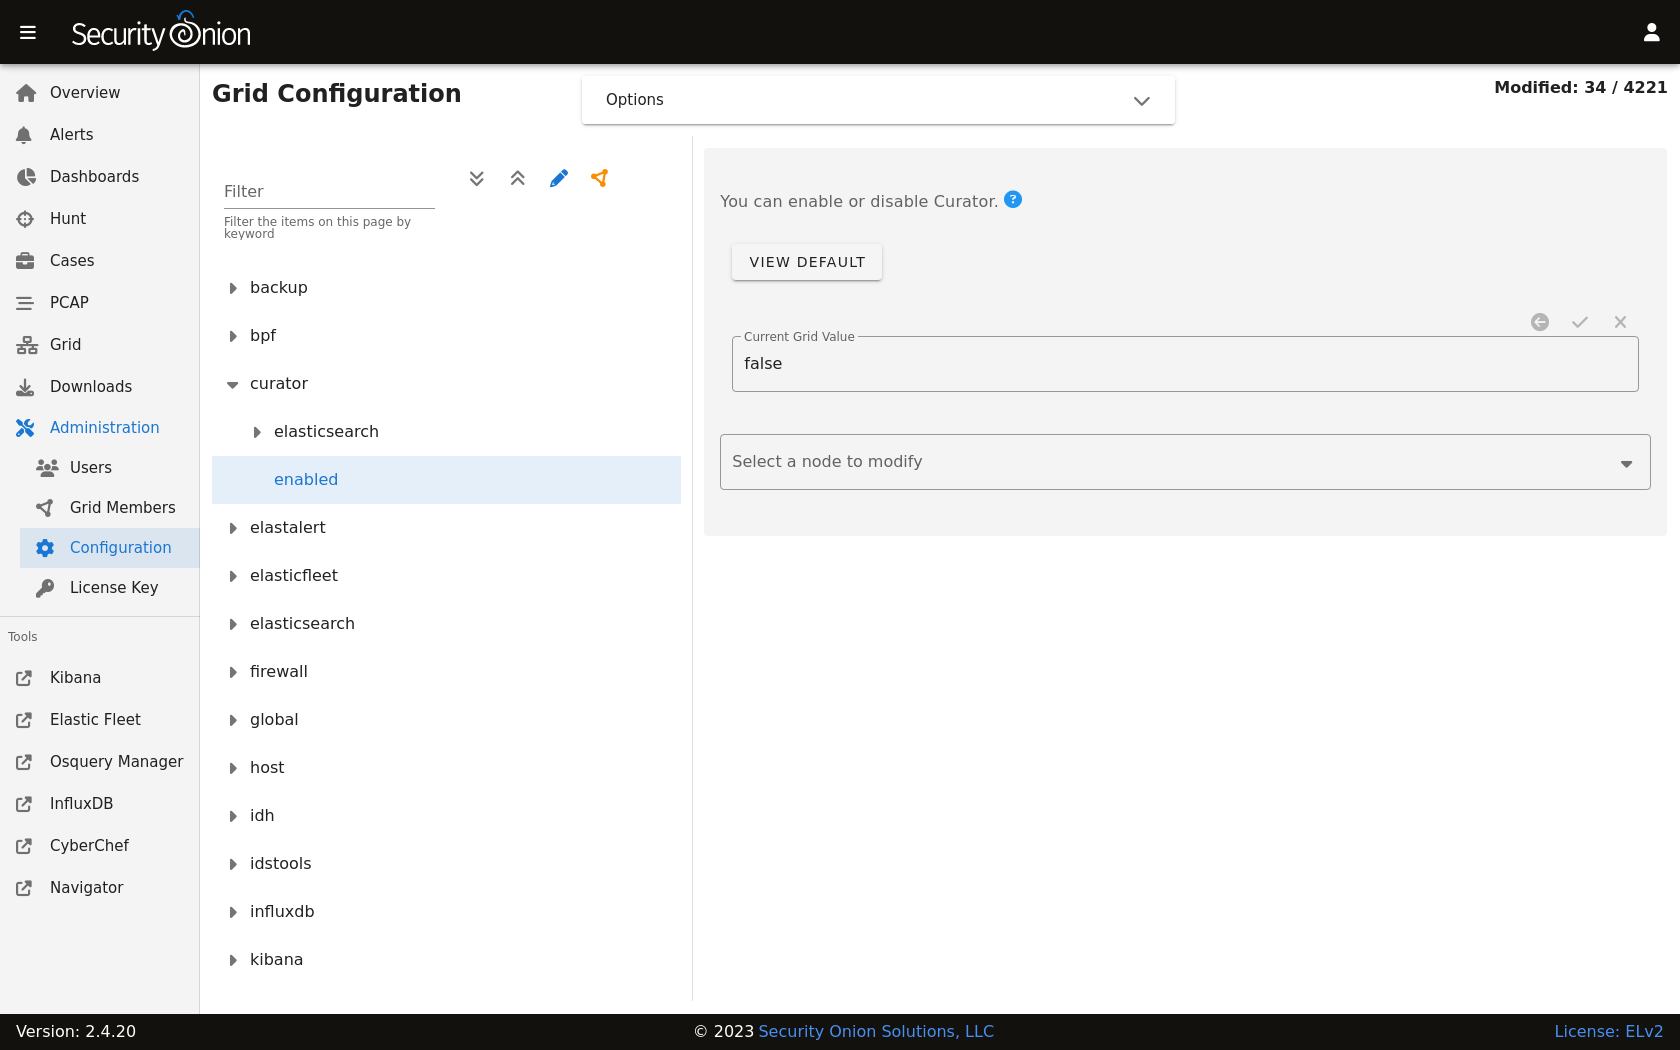 Security Onion
Overview
Alerts
Dashboards
Hunt
Cases
PCAP
Grid
Downloads
Administration
Users
Grid Members
Configuration
License Key
Tools
Kibana
Elastic Fleet
Osquery Manager
InfluxDB
CyberChef
Navigator
Grid Configuration
Options
Modified: 34 / 4221
Filter
Filter the items on this page by
keyword
backup
bpf
curator
elasticsearch
enabled
elastalert
elasticfleet
elasticsearch
firewall
global
host
idh
idstools
influxdb
kibana
You can enable or disable Curator. ?
VIEW DEFAULT
Current Grid Value
false
Select a node to modify
Version: 2.4.20
© 2023 Security Onion Solutions, LLC
License: ELv2